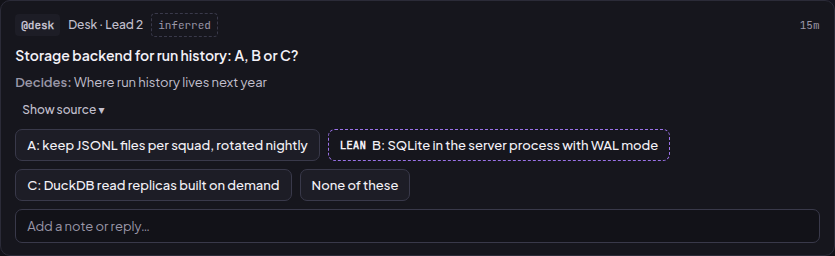 @desk Desk · Lead 2 inferred 15m
Storage backend for run history: A, B or C?
Decides: Where run history lives next year
Show source ▾
A: keep JSONL files per squad, rotated nightly LEAN B: SQLite in the server process with WAL mode
C: DuckDB read replicas built on demand None of these
Add a note or reply...